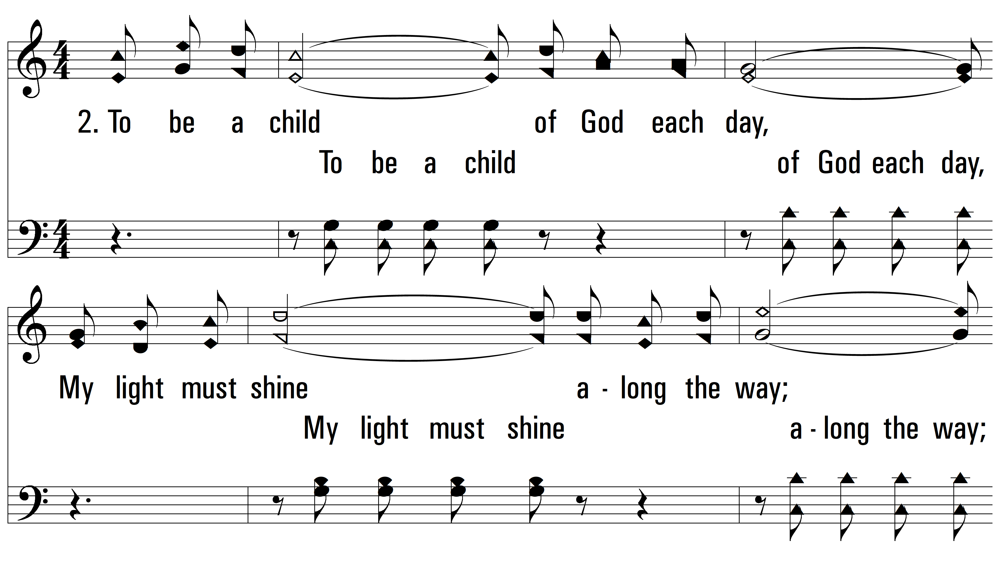 2. To be a child of God each day,
To be a child of God each day,
My light must shine a - long the way;
My light must shine a - long the way;